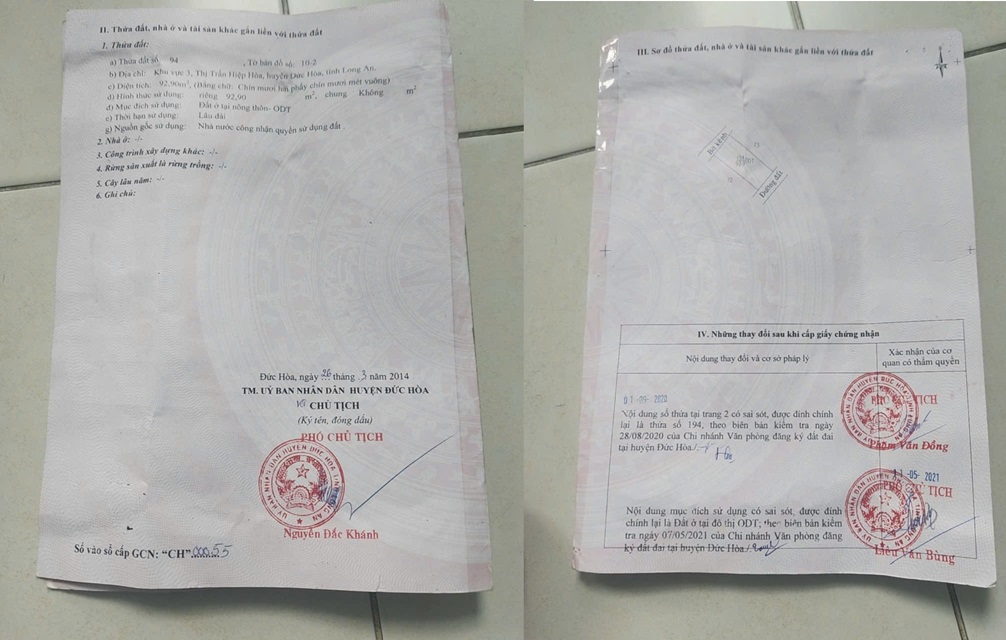 II. Thửa đất, nhà ở và tài sản khác gắn liền với thửa đất
1. Thửa đất:
a) Thửa đất số: 94 , Tờ bản đồ số: 10-2
b) Địa chỉ: Khu vực 3, Thị Trấn Hiệp Hòa, huyện Đức Hòa, tỉnh Long An.
c) Diện tích: 92,90m², (Bằng chữ: Chín mươi hai phẩy chín mươi mét vuông)
d) Hình thức sử dụng: riêng 92,90 m², chung Không m²
đ) Mục đích sử dụng: Đất ở tại nông thôn- ODT
e) Thời hạn sử dụng: Lâu dài
g) Nguồn gốc sử dụng: Nhà nước công nhận quyền sử dụng đất .
2. Nhà ở: -/-
3. Công trình xây dựng khác: -/-
4. Rừng sản xuất là rừng trồng: -/-
5. Cây lâu năm: -/-
6. Ghi chú:
Đức Hòa, ngày 26 tháng 3 năm 2014
TM. UỶ BAN NHÂN DÂN HUYỆN ĐỨC HÒA
CHỦ TỊCH
(Ký tên, đóng dấu)
PHÓ CHỦ TỊCH
Nguyễn Đắc Khánh
Số vào sổ cấp GCN: "CH" 00055
III. Sơ đồ thửa đất, nhà ở và tài sản khác gắn liền với thửa đất
Bờ kênh
Đường đất
IV. Những thay đổi sau khi cấp giấy chứng nhận
Nội dung thay đổi và cơ sở pháp lý
Xác nhận của cơ
quan có thẩm quyền
01-09-2020
PHÓ CHỦ TỊCH
Nội dung số thửa tại trang 2 có sai sót, được đính chính
lại là thửa số 194, theo biên bản kiểm tra ngày
28/08/2020 của Chi nhánh Văn phòng đăng ký đất đai
tại huyện Đức Hòa./.
Phạm Văn Đông
11-05-2021
PHÓ CHỦ TỊCH
Nội dung mục đích sử dụng có sai sót, được đính
chính lại là Đất ở tại đô thị ODT; theo biên bản kiểm
tra ngày 07/05/2021 của Chi nhánh Văn phòng đăng
ký đất đai tại huyện Đức Hòa./.
Liêu Văn Bùng